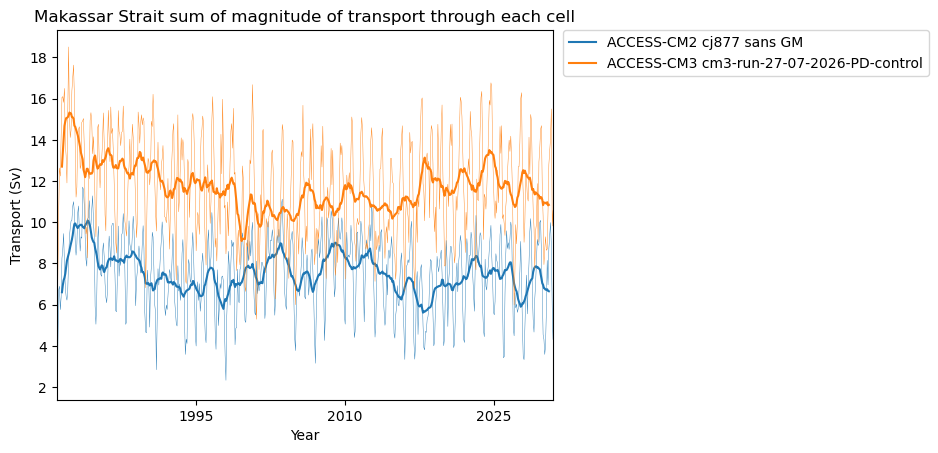 Makassar Strait sum of magnitude of transport through each cell
ACCESS-CM2 cj877 sans GM
ACCESS-CM3 cm3-run-27-07-2026-PD-control
Transport (Sv)
18
16
14
12
10
8
6
4
2
1995
2010
2025
Year